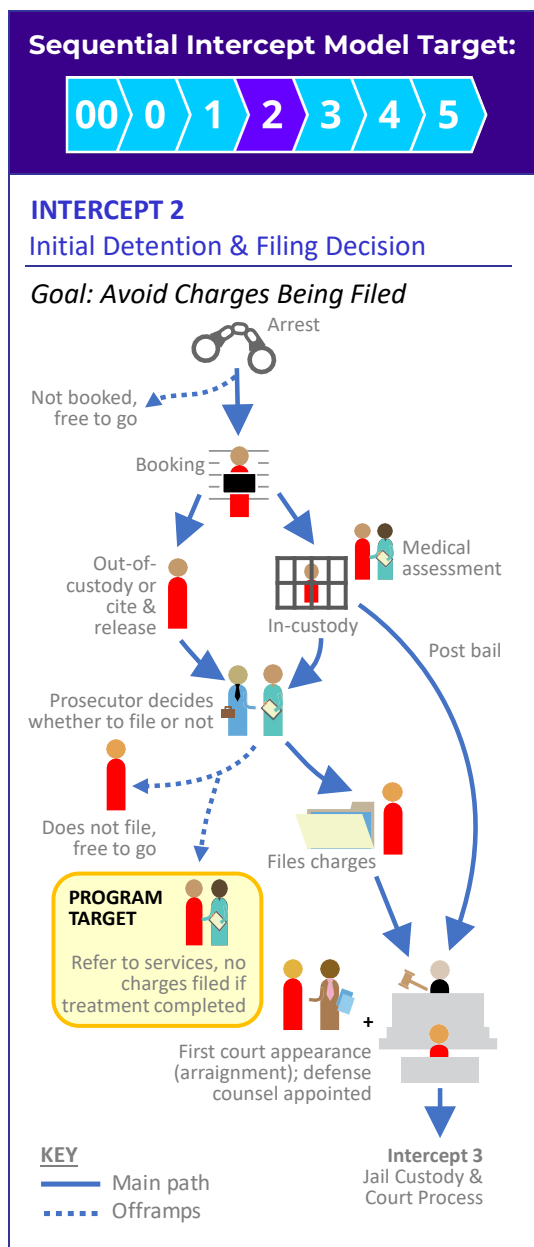 Sequential Intercept Model Target:
00 0 1 2 3 4 5
INTERCEPT 2
Initial Detention & Filing Decision
Goal: Avoid Charges Being Filed
Arrest
Not booked,
free to go
Booking
Out-of-
custody or
cite &
release
Medical
assessment
In-custody
Post bail
Prosecutor decides
whether to file or not
Does not file,
free to go
Files charges
PROGRAM
TARGET
Refer to services, no
charges filed if
treatment completed
+
First court appearance
(arraignment); defense
counsel appointed
Intercept 3
Jail Custody &
Court Process
KEY
Main path
Offramps